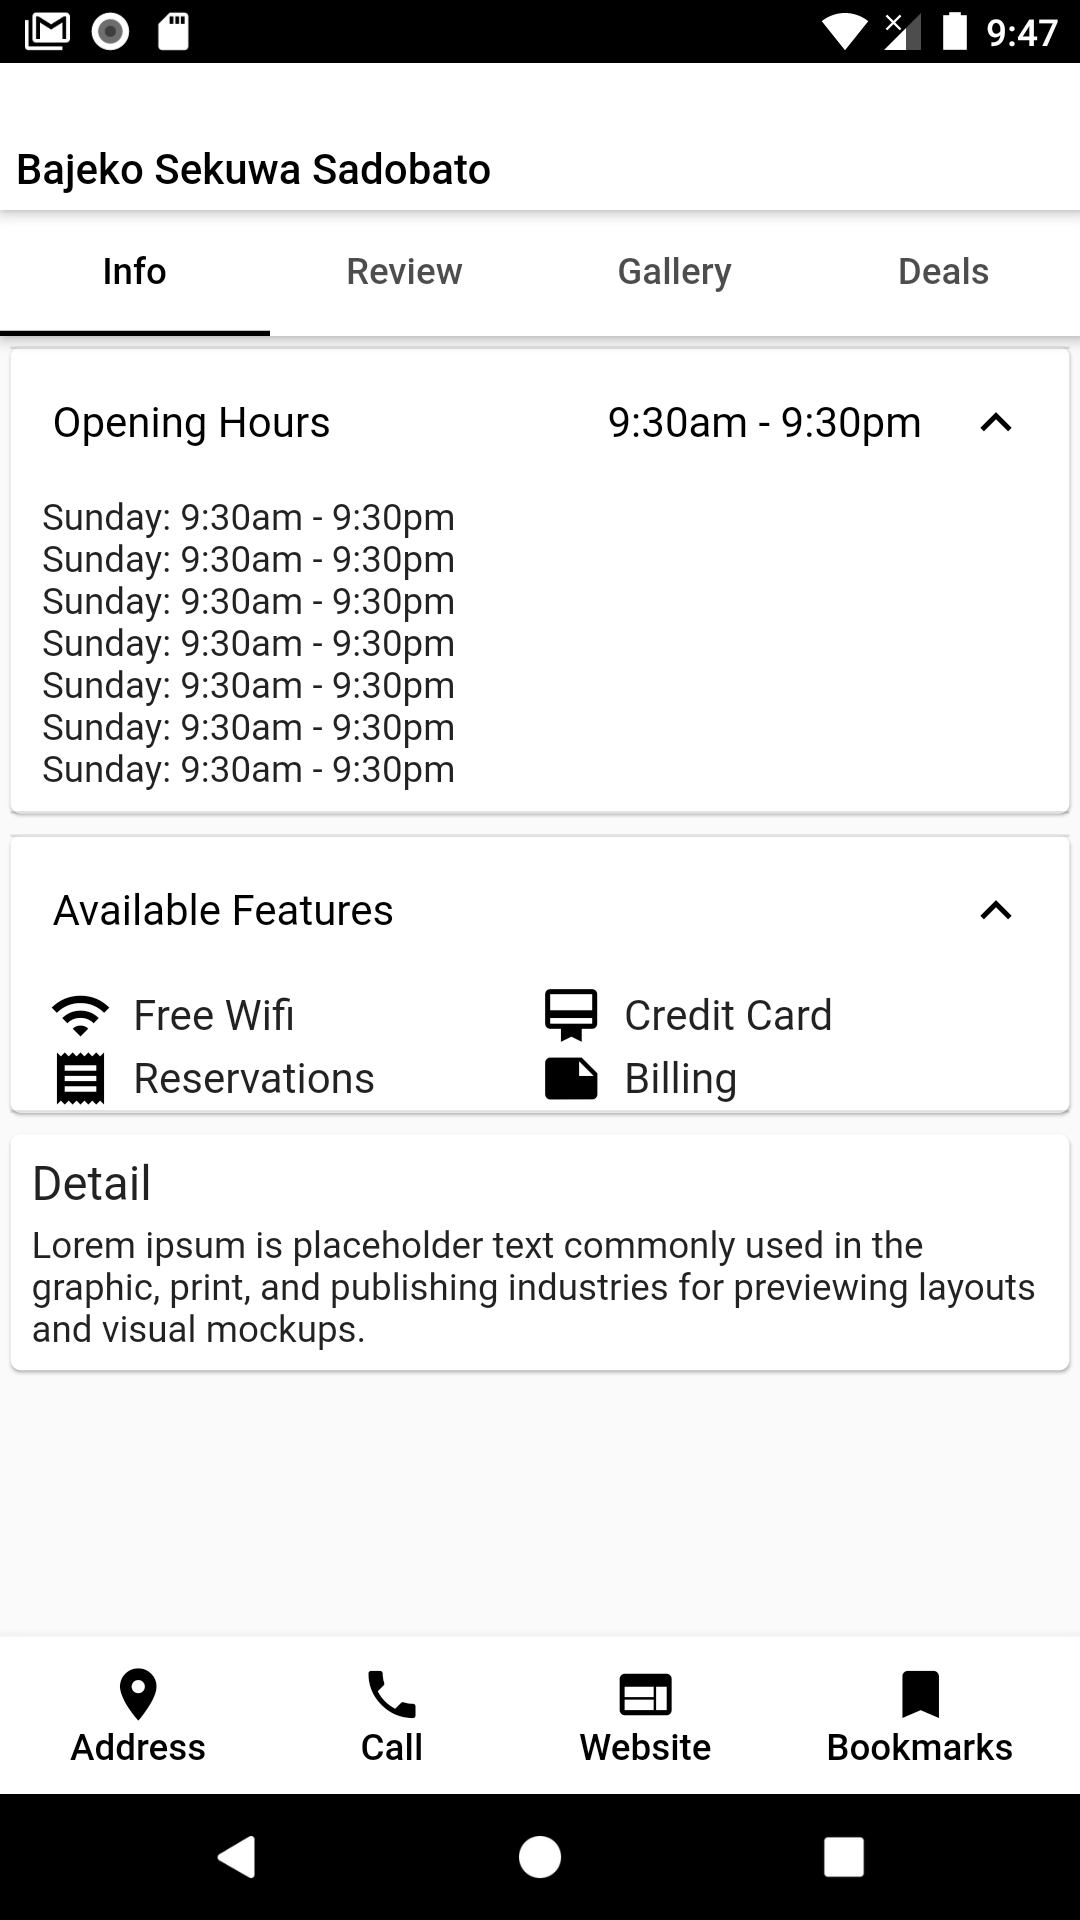 9:47
Bajeko Sekuwa Sadobato
Info Review Gallery Deals
Opening Hours 9:30am - 9:30pm
Sunday: 9:30am - 9:30pm
Sunday: 9:30am - 9:30pm
Sunday: 9:30am - 9:30pm
Sunday: 9:30am - 9:30pm
Sunday: 9:30am - 9:30pm
Sunday: 9:30am - 9:30pm
Sunday: 9:30am - 9:30pm
Available Features
Free Wifi Credit Card
Reservations Billing
Detail
Lorem ipsum is placeholder text commonly used in the
graphic, print, and publishing industries for previewing layouts
and visual mockups.
Address Call Website Bookmarks